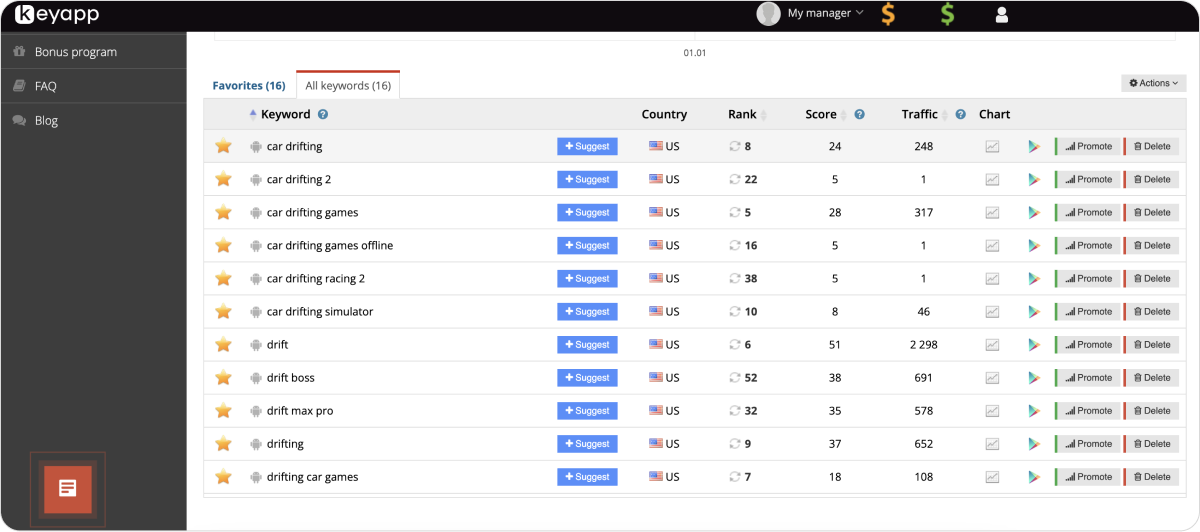 keyapp
My manager
$ $
Bonus program
FAQ
Blog
01.01
Favorites (16) All keywords (16) Actions
Keyword ? Country Rank Score ? Traffic ? Chart
car drifting + Suggest US 8 24 248 Promote Delete
car drifting 2 + Suggest US 22 5 1 Promote Delete
car drifting games + Suggest US 5 28 317 Promote Delete
car drifting games offline + Suggest US 16 5 1 Promote Delete
car drifting racing 2 + Suggest US 38 5 1 Promote Delete
car drifting simulator + Suggest US 10 8 46 Promote Delete
drift + Suggest US 6 51 2 298 Promote Delete
drift boss + Suggest US 52 38 691 Promote Delete
drift max pro + Suggest US 32 35 578 Promote Delete
drifting + Suggest US 9 37 652 Promote Delete
drifting car games + Suggest US 7 18 108 Promote Delete